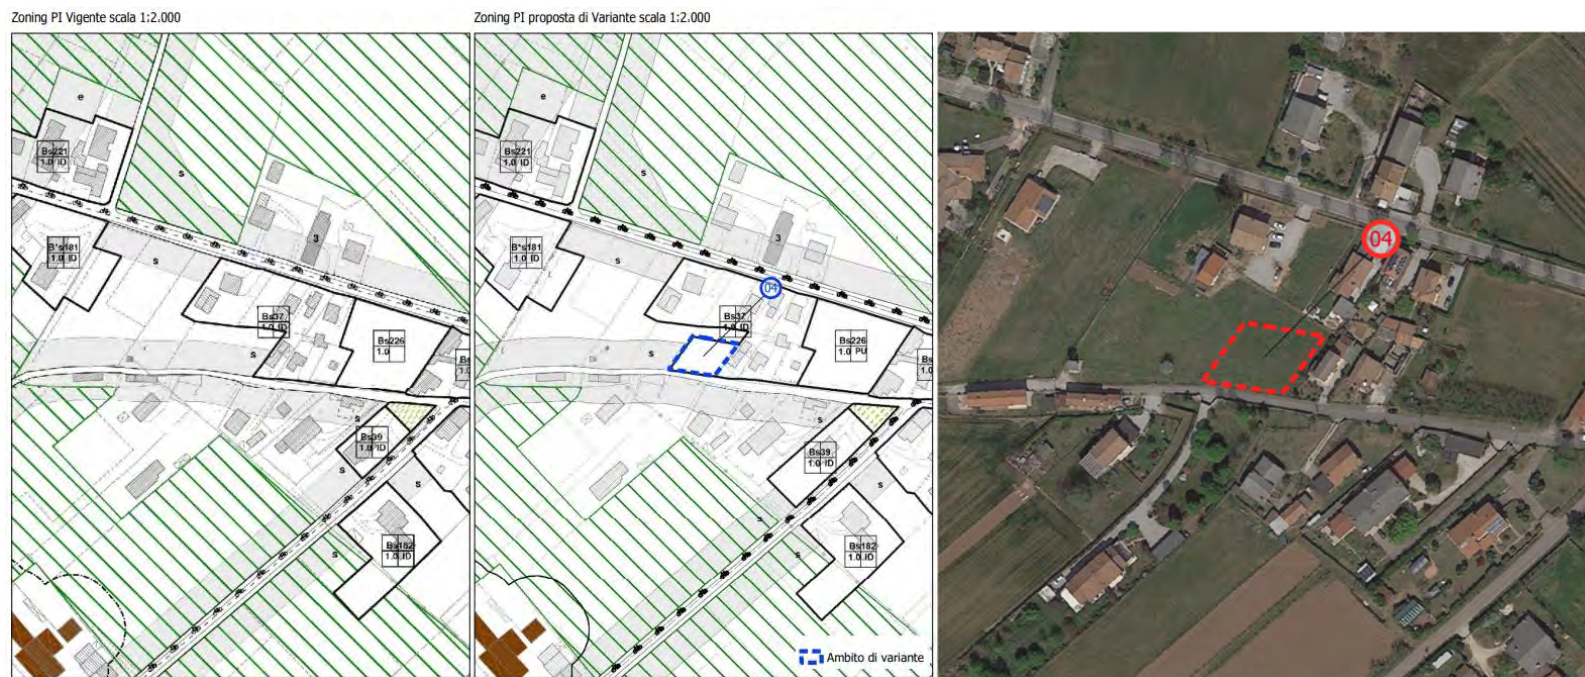 Zoning PI Vigente scala 1:2.000
Zoning PI proposta di Variante scala 1:2.000
e
Bs221
1.0 ID
s
3
B*s181
1.0 ID
s
Bs37
1.0 ID
Bs226
1.0
s
s
Bs39
1.0 ID
s
s
Bs182
1.0 ID
s
e
Bs221
1.0 ID
s
3
B*s181
1.0 ID
s
04
Bs37
1.0 ID
Bs226
1.0 PU
s
s
Bs39
1.0 ID
s
s
Bs182
1.0 ID
s
Ambito di variante
04